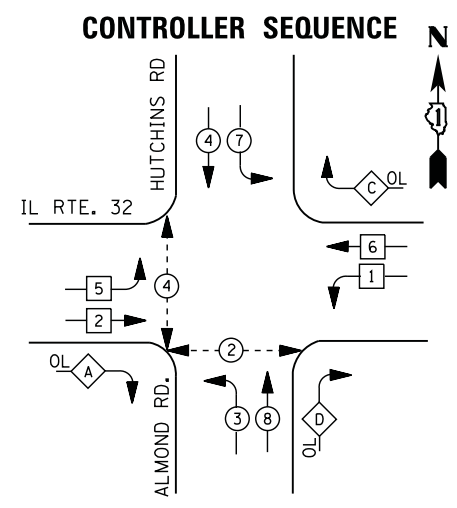 CONTROLLER SEQUENCE
N
HUTCHINS RD
4
7
1
C
OL
IL RTE. 32
6
5
4
1
2
OL
A
2
ALMOND RD.
3
8
D
OL